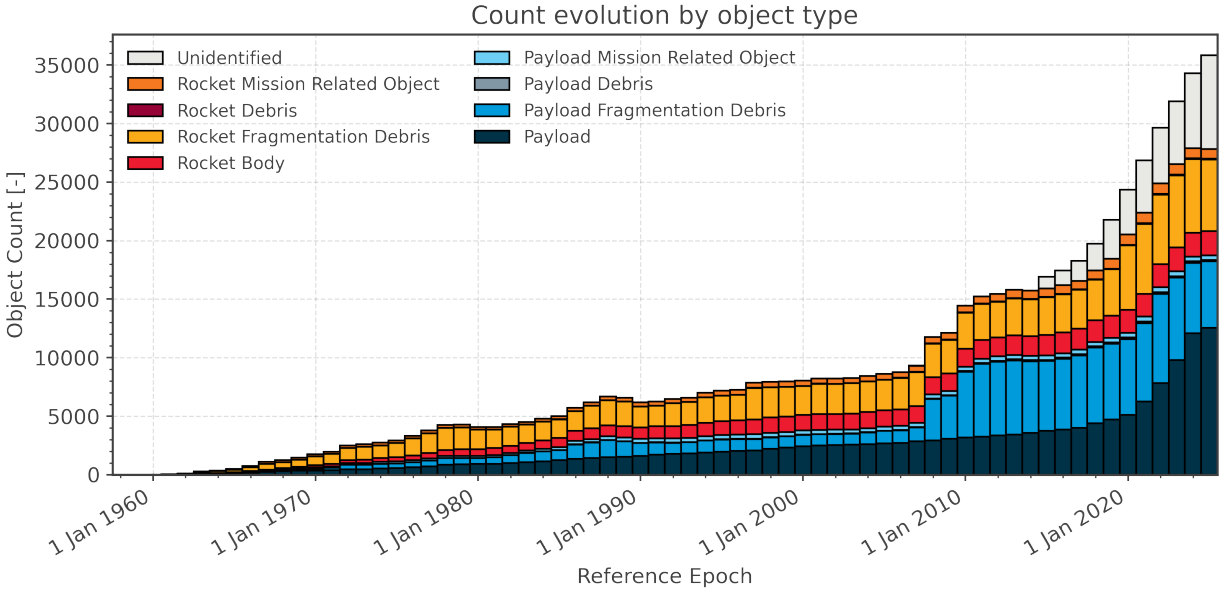 Count evolution by object type
Unidentified
Rocket Mission Related Object
Rocket Debris
Rocket Fragmentation Debris
Rocket Body
Payload Mission Related Object
Payload Debris
Payload Fragmentation Debris
Payload
Object Count [-]
35000
30000
25000
20000
15000
10000
5000
0
1 Jan 1960
1 Jan 1970
1 Jan 1980
1 Jan 1990
1 Jan 2000
1 Jan 2010
1 Jan 2020
Reference Epoch